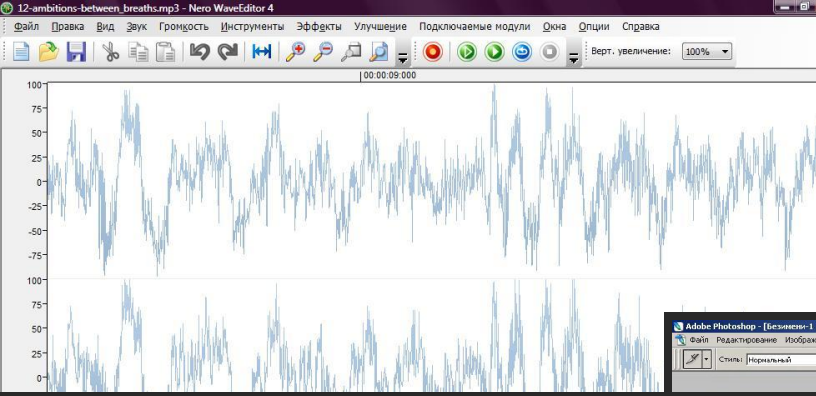 12-ambitions-between_breaths.mp3 - Nero WaveEditor 4
Файл Правка Вид Звук Громкость Инструменты Эффекты Улучшение Подключаемые модули Окна Опции Справка
Верт. увеличение: 100%
00:00:09:000
100
75
50
25
0
-25
-50
-75
100
75
50
25
0
Adobe Photoshop - [Безимени-1
Файл Редактирование Изображ
Стиль: Нормальный